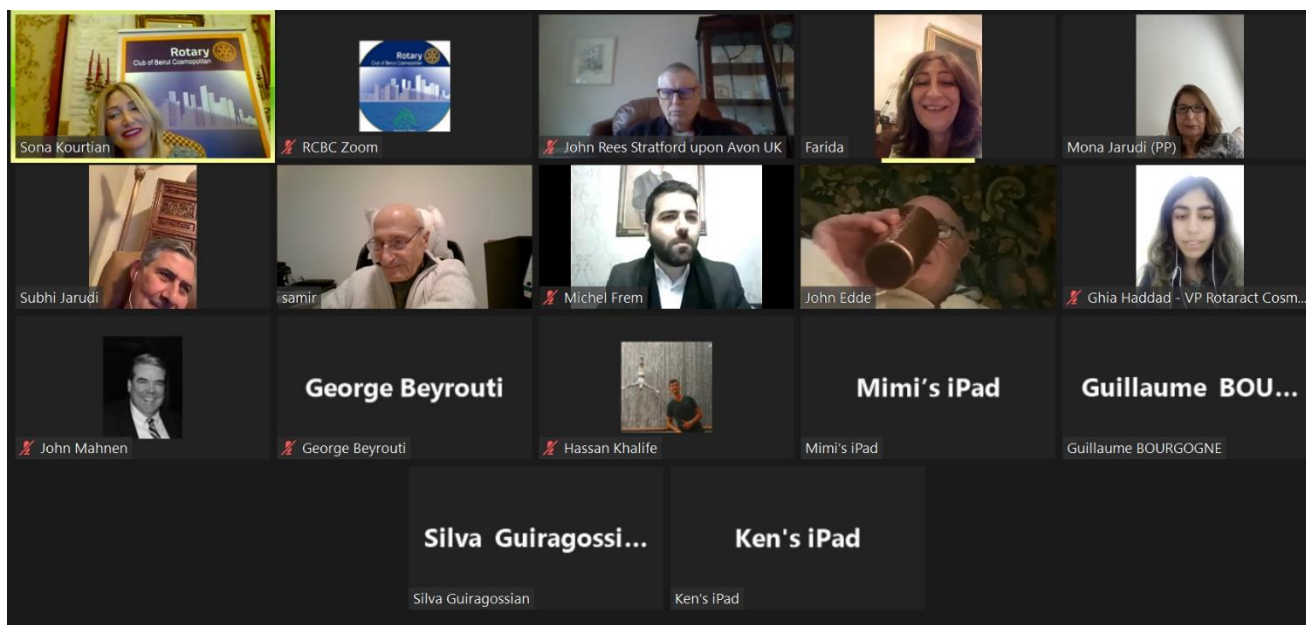 Rotary
Club of Beirut Cosmopolitan
Sona Kourtian
Rotary
RCBC Zoom
John Rees Stratford upon Avon UK
Farida
Mona Jarudi (PP)
Subhi Jarudi
samir
Michel Frem
John Edde
Ghia Haddad - VP Rotaract Cosm...
John Mahnen
George Beyrouti
George Beyrouti
Hassan Khalife
Mimi's iPad
Mimi's iPad
Guillaume BOU...
Guillaume BOURGOGNE
Silva Guiragossi...
Silva Guiragossian
Ken's iPad
Ken's iPad